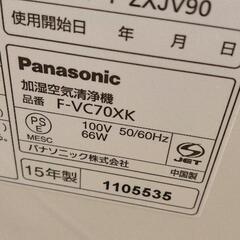 ZXJV90
使用開始日 年 月 日
Panasonic
加湿空気清浄機
品番 F-VC70XK
PS
E
MESC
100V 50/60Hz
66W
JET
パナソニック株式会社
中国製
15年製
1105535